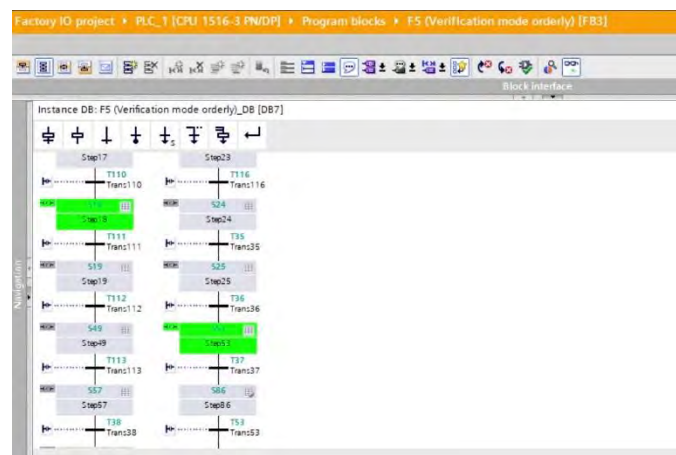 Factory IO project ▸ PLC_1 [CPU 1516-3 PN/DP] ▸ Program blocks ▸ F5 (Verification mode orderly) [FB3]
Block interface
Instance DB: F5 (Verification mode orderly)_DB [DB7]
Navigation
Step17 Step23
T110 T116
Trans110 Trans116
S24
Step18 Step24
T111 T35
Trans111 Trans35
S19 S25
Step19 Step25
T112 T36
Trans112 Trans36
S49
Step49 Step53
T113 T37
Trans113 Trans37
S57 S86
Step57 Step86
T38 T53
Trans38 Trans53